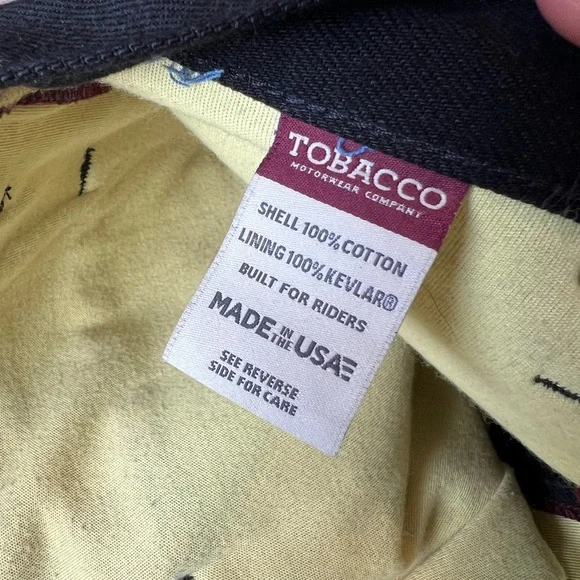 TOBACCO
MOTORWEAR COMPANY
SHELL 100% COTTON
LINING 100% KEVLAR®
BUILT FOR RIDERS
MADE IN THE USA
SEE REVERSE
SIDE FOR CARE